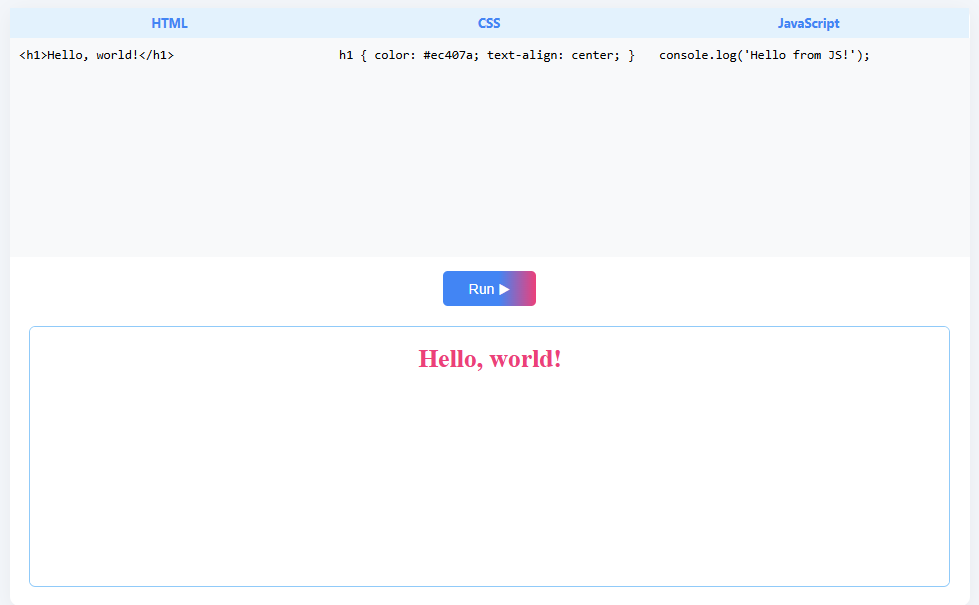 HTML CSS JavaScript
<h1>Hello, world!</h1> h1 { color: #ec407a; text-align: center; } console.log('Hello from JS!');
Run ▶
Hello, world!